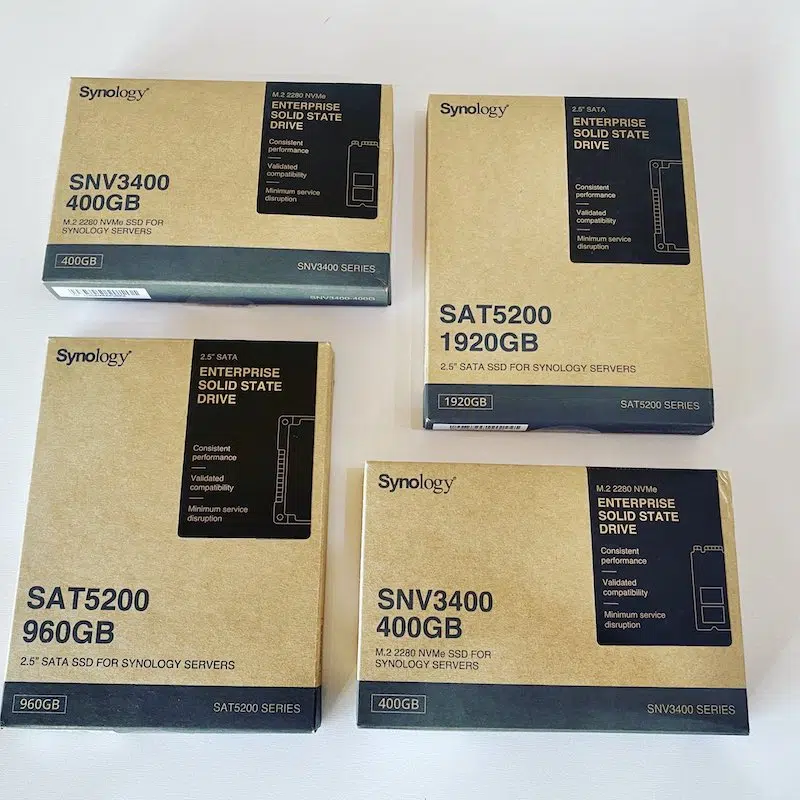 Synology®
M.2 2280 NVMe
ENTERPRISE
SOLID STATE
DRIVE
Consistent
performance
Validated
compatibility
Minimum service
disruption
SNV3400
400GB
M.2 2280 NVMe SSD FOR
SYNOLOGY SERVERS
400GB
SNV3400 SERIES
SNV3400-400G
Synology®
2.5" SATA
ENTERPRISE
SOLID STATE
DRIVE
Consistent
performance
Validated
compatibility
Minimum service
disruption
SAT5200
1920GB
2.5" SATA SSD FOR SYNOLOGY SERVERS
1920GB
SAT5200 SERIES
Synology®
2.5" SATA
ENTERPRISE
SOLID STATE
DRIVE
Consistent
performance
Validated
compatibility
Minimum service
disruption
SAT5200
960GB
2.5" SATA SSD FOR SYNOLOGY SERVERS
960GB
SAT5200 SERIES
Synology®
M.2 2280 NVMe
ENTERPRISE
SOLID STATE
DRIVE
Consistent
performance
Validated
compatibility
Minimum service
disruption
SNV3400
400GB
M.2 2280 NVMe SSD FOR
SYNOLOGY SERVERS
400GB
SNV3400 SERIES